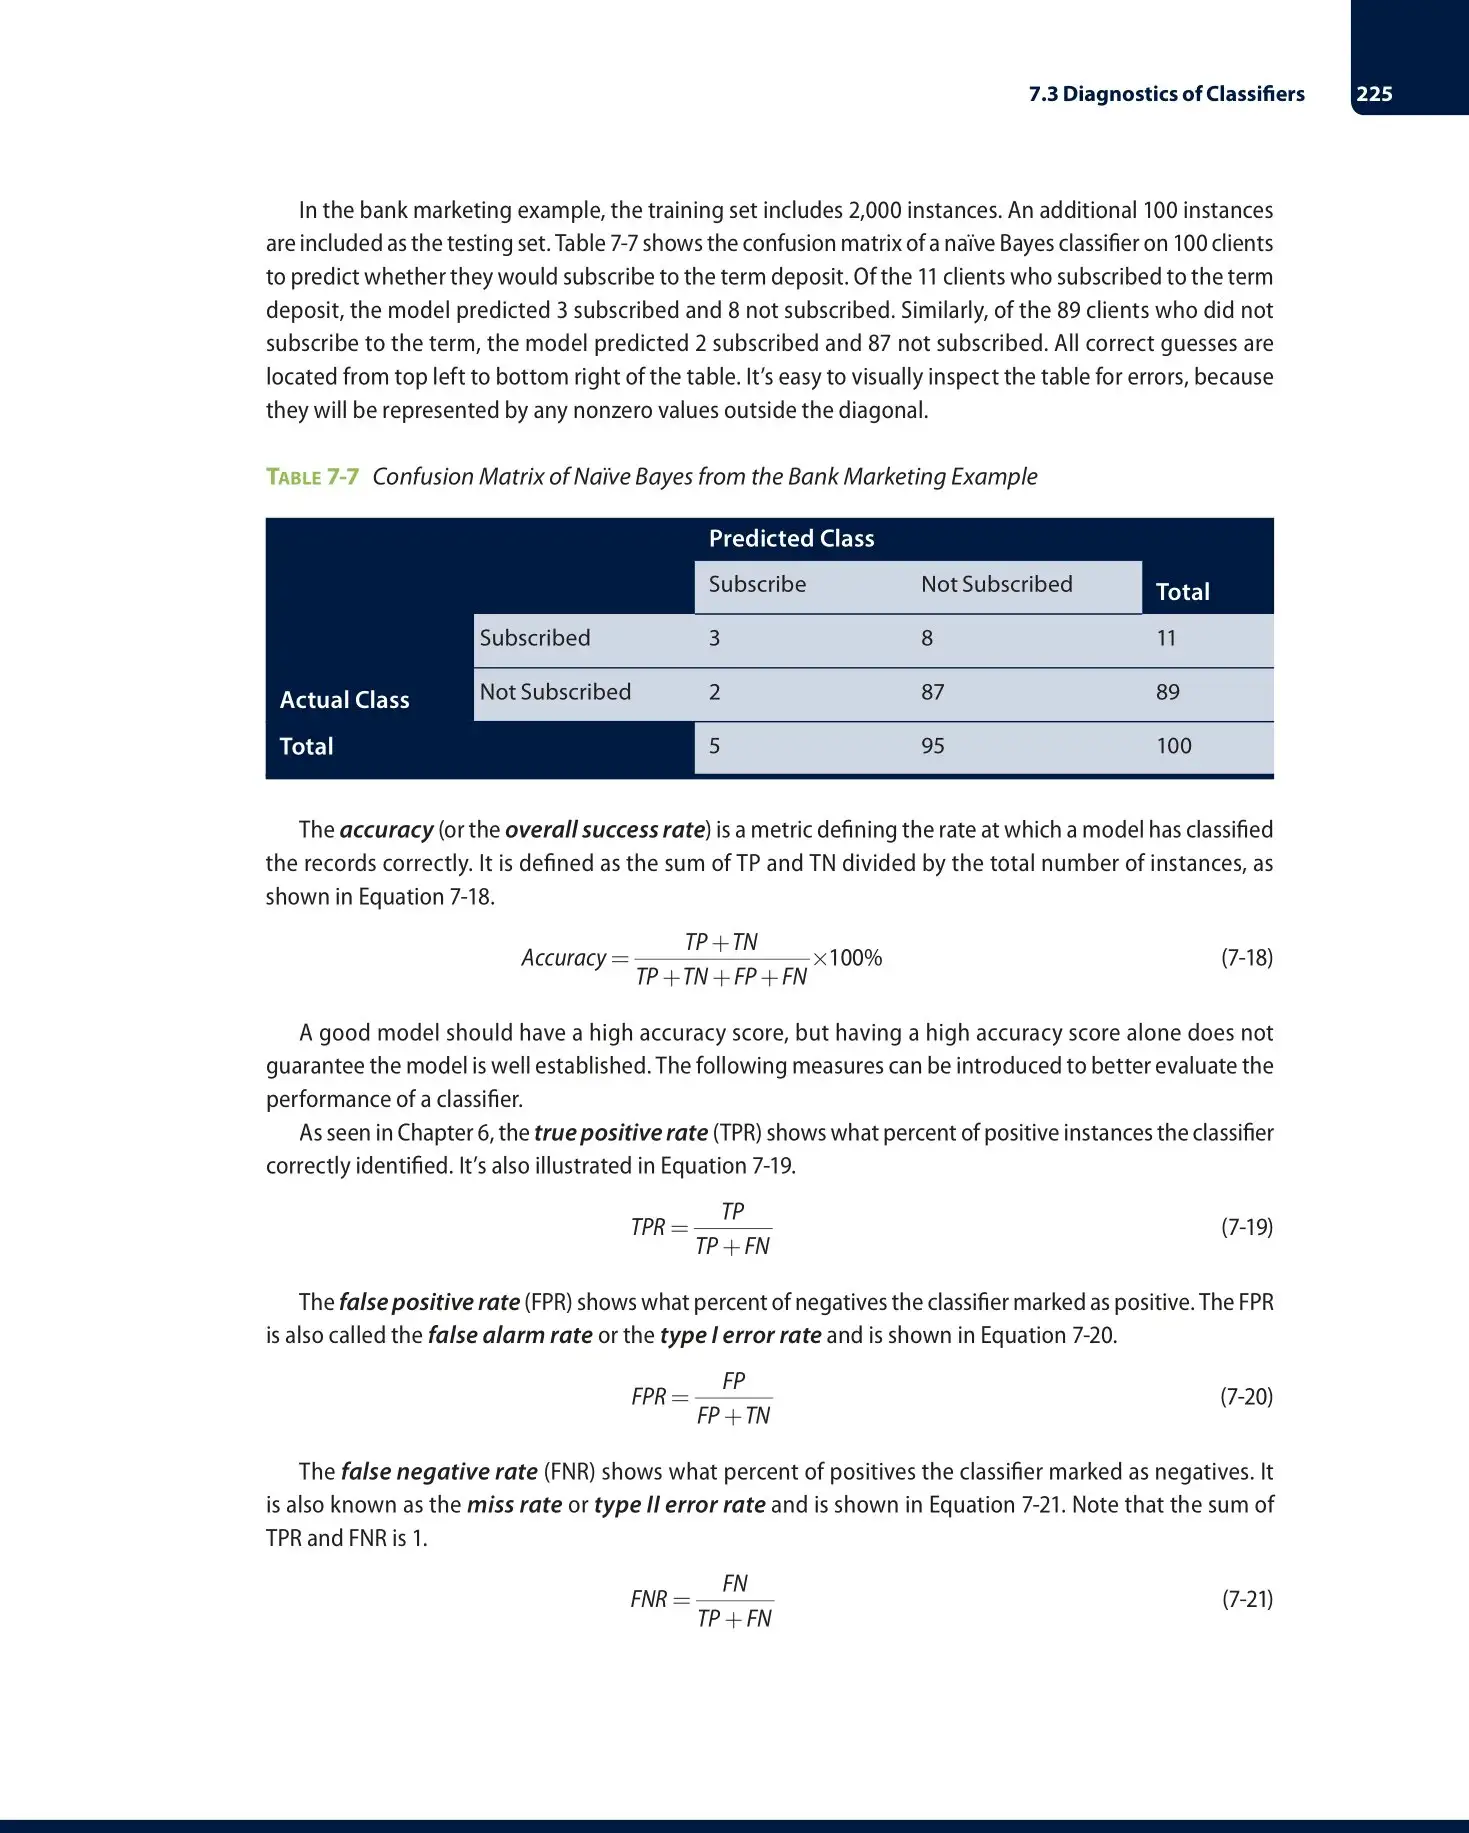 7.3 Diagnostics of Classifiers 225
In the bank marketing example, the training set includes 2,000 instances. An additional 100 instances
are included as the testing set. Table 7-7 shows the confusion matrix of a naïve Bayes classifier on 100 clients
to predict whether they would subscribe to the term deposit. Of the 11 clients who subscribed to the term
deposit, the model predicted 3 subscribed and 8 not subscribed. Similarly, of the 89 clients who did not
subscribe to the term, the model predicted 2 subscribed and 87 not subscribed. All correct guesses are
located from top left to bottom right of the table. It’s easy to visually inspect the table for errors, because
they will be represented by any nonzero values outside the diagonal.
TABLE 7-7 Confusion Matrix of Naïve Bayes from the Bank Marketing Example
Predicted Class
Subscribe Not Subscribed Total
Subscribed 3 8 11
Actual Class Not Subscribed 2 87 89
Total 5 95 100
The accuracy (or the overall success rate) is a metric defining the rate at which a model has classified
the records correctly. It is defined as the sum of TP and TN divided by the total number of instances, as
shown in Equation 7-18.
Accuracy = (TP + TN) / (TP + TN + FP + FN) ×100% (7-18)
A good model should have a high accuracy score, but having a high accuracy score alone does not
guarantee the model is well established. The following measures can be introduced to better evaluate the
performance of a classifier.
As seen in Chapter 6, the true positive rate (TPR) shows what percent of positive instances the classifier
correctly identified. It’s also illustrated in Equation 7-19.
TPR = TP / (TP + FN) (7-19)
The false positive rate (FPR) shows what percent of negatives the classifier marked as positive. The FPR
is also called the false alarm rate or the type I error rate and is shown in Equation 7-20.
FPR = FP / (FP + TN) (7-20)
The false negative rate (FNR) shows what percent of positives the classifier marked as negatives. It
is also known as the miss rate or type II error rate and is shown in Equation 7-21. Note that the sum of
TPR and FNR is 1.
FNR = FN / (TP + FN) (7-21)